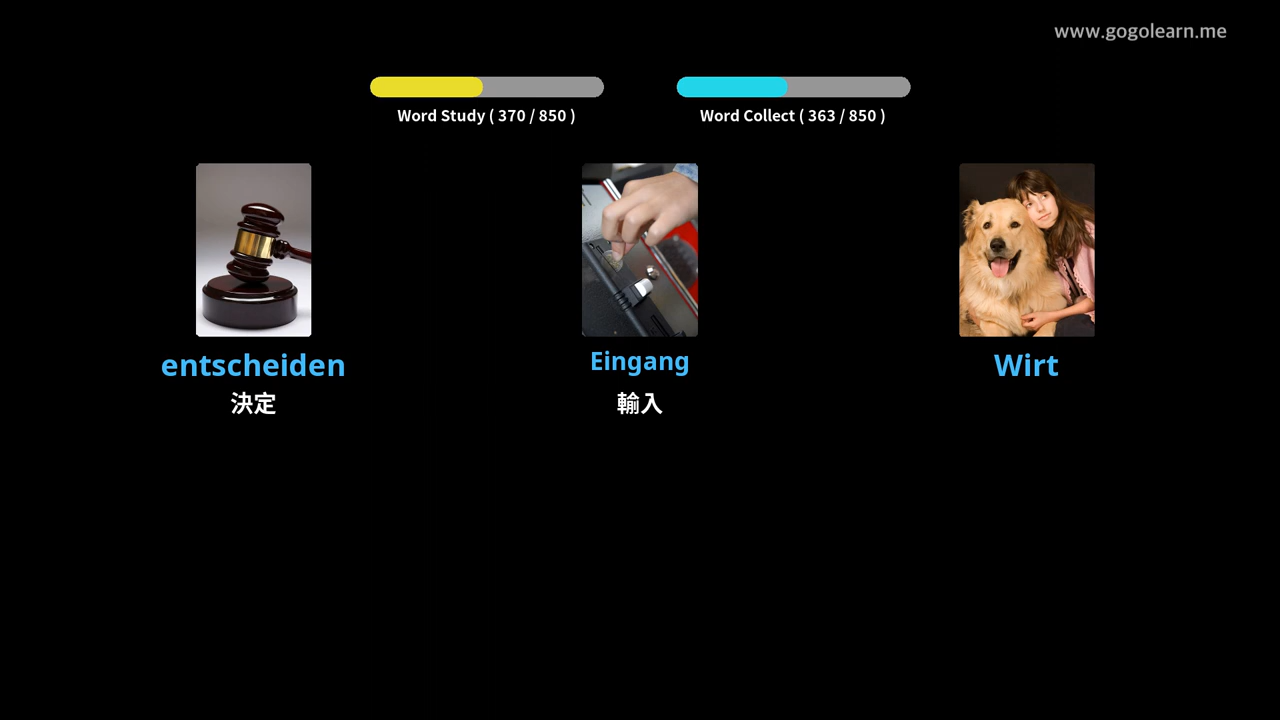 www.gogolearn.me
Word Study ( 370 / 850 )
Word Collect ( 363 / 850 )
entscheiden
決定
Eingang
輸入
Wirt